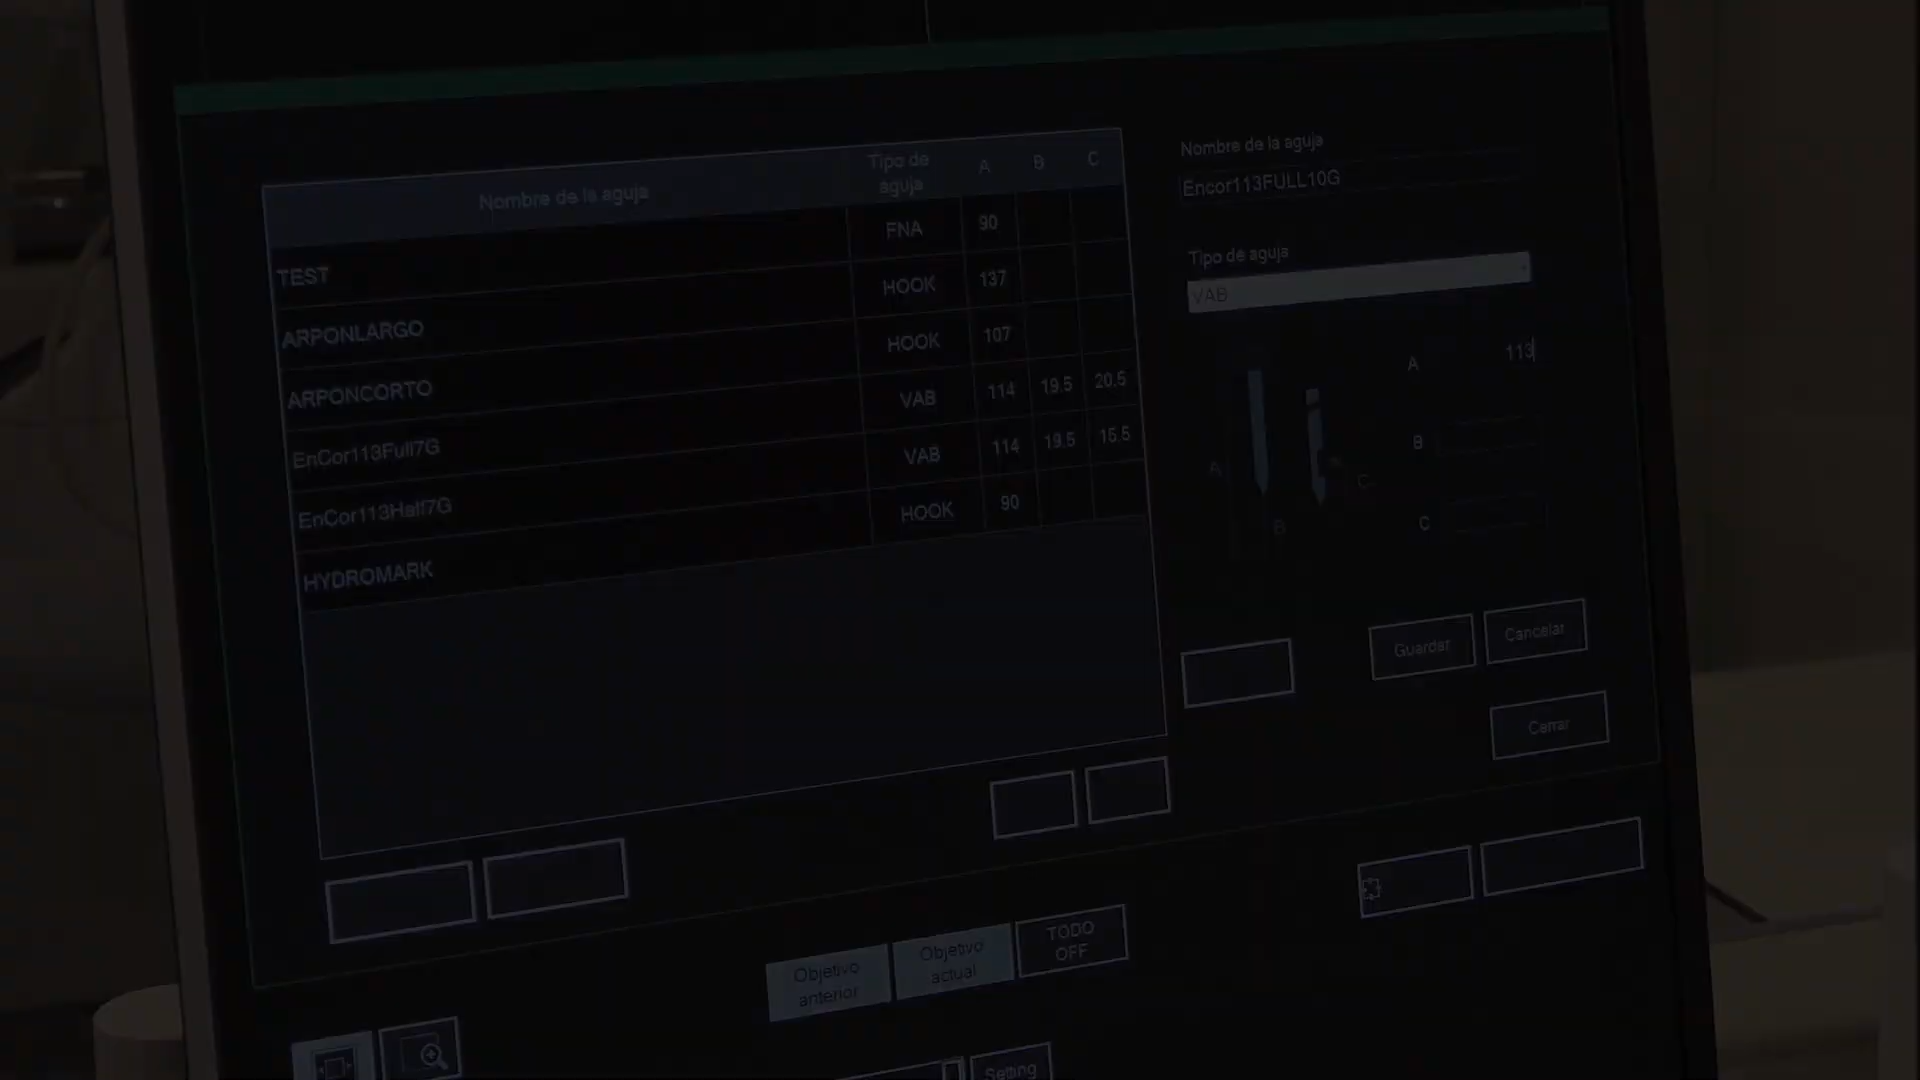 Nombre de la aguja
Tipo de
aguja
A
B
C
TEST
FNA
90
ARPONLARGO
HOOK
137
ARPONCORTO
HOOK
107
EnCor113Full7G
VAB
114
19.5
20.5
EnCor113Half7G
VAB
114
19.5
15.5
HYDROMARK
HOOK
90
Nombre de la aguja
Encor113FULL10G
Tipo de aguja
VAB
A
113
B
C
A
B
C
Guardar
Cancelar
Cerrar
Objetivo
anterior
Objetivo
actual
TODO
OFF
Setting